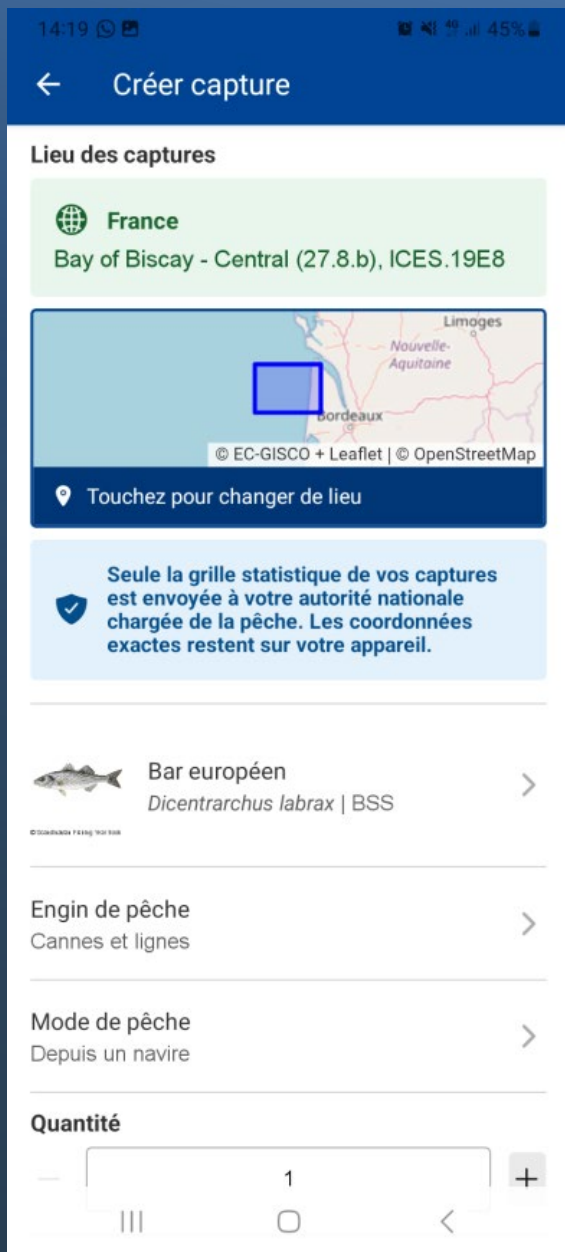 14:19
4G 45%
Créer capture
Lieu des captures
France
Bay of Biscay - Central (27.8.b), ICES.19E8
Limoges
Nouvelle-
Aquitaine
Bordeaux
© EC-GISCO + Leaflet | © OpenStreetMap
Touchez pour changer de lieu
Seule la grille statistique de vos captures
est envoyée à votre autorité nationale
chargée de la pêche. Les coordonnées
exactes restent sur votre appareil.
Bar européen
Dicentrarchus labrax | BSS
Engin de pêche
Cannes et lignes
Mode de pêche
Depuis un navire
Quantité
1